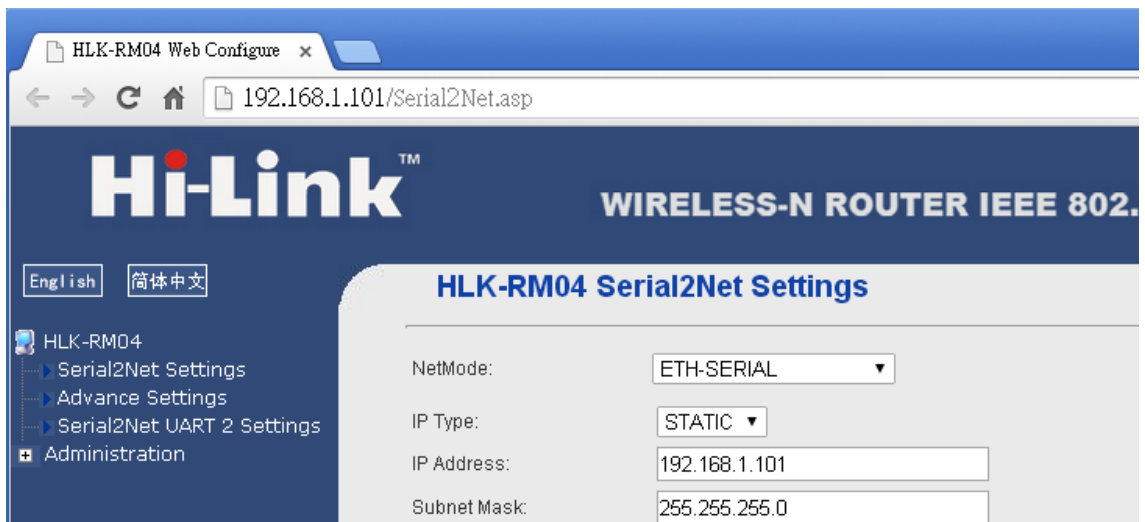 HLK-RM04 Web Configure
192.168.1.101/Serial2Net.asp
Hi-Link™
WIRELESS-N ROUTER IEEE 802.
English 简体中文
HLK-RM04 Serial2Net Settings
HLK-RM04
Serial2Net Settings
Advance Settings
Serial2Net UART 2 Settings
Administration
NetMode: ETH-SERIAL
IP Type: STATIC
IP Address: 192.168.1.101
Subnet Mask: 255.255.255.0